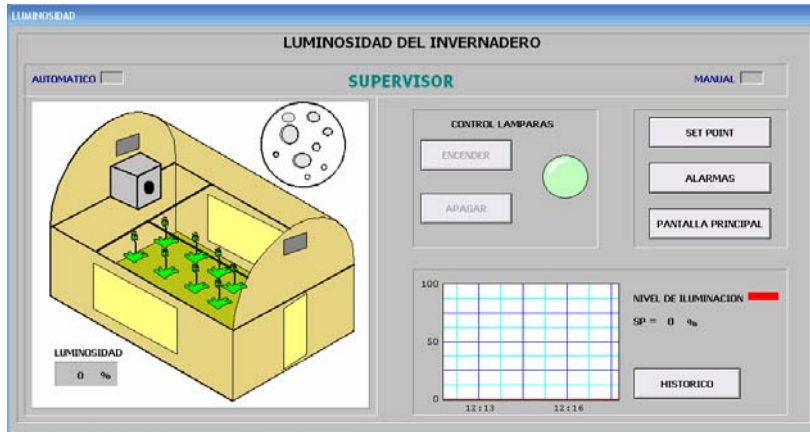 LUMINOSIDAD
LUMINOSIDAD DEL INVERNADERO
AUTOMATICO
SUPERVISOR
MANUAL
CONTROL LAMPARAS
ENCENDER
APAGAR
SET POINT
ALARMAS
PANTALLA PRINCIPAL
LUMINOSIDAD
0 %
100
50
0
12:13 12:16
NIVEL DE ILUMINACION
SP = 0 %
HISTORICO